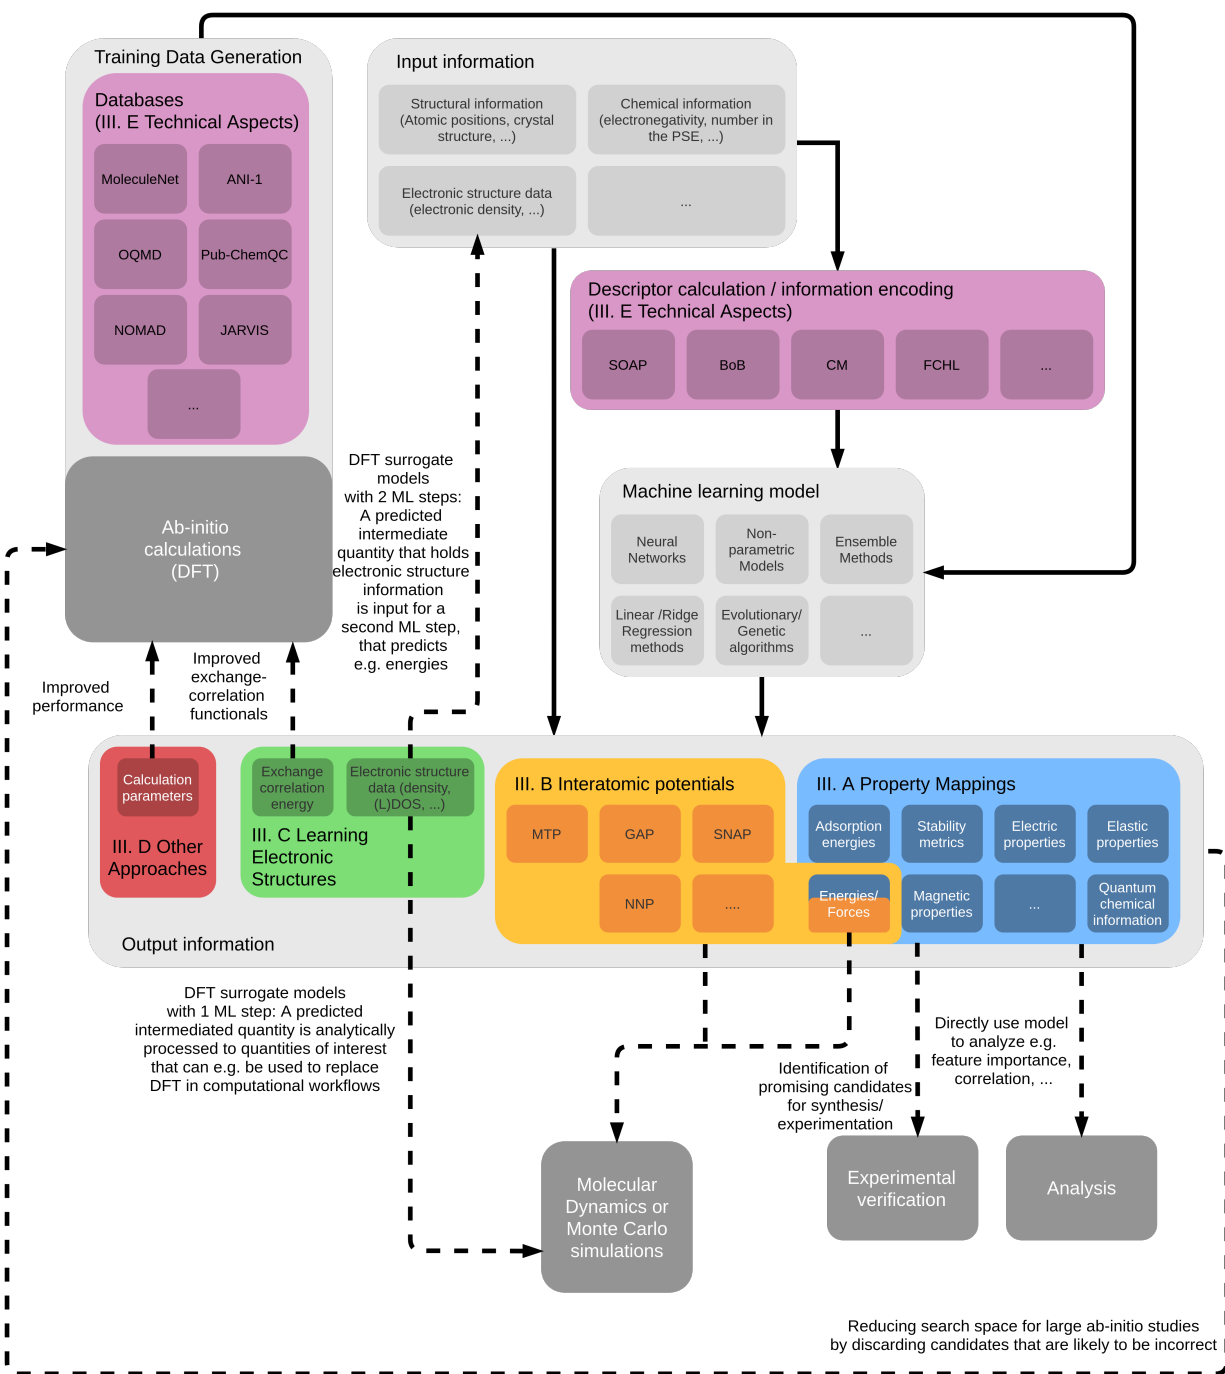 Training Data Generation
Databases
(III. E Technical Aspects)
MoleculeNet
ANI-1
OQMD
Pub-ChemQC
NOMAD
JARVIS
...
Ab-initio
calculations
(DFT)
Input information
Structural information
(Atomic positions, crystal
structure, ...)
Chemical information
(electronegativity, number in
the PSE, ...)
Electronic structure data
(electronic density, ...)
...
Descriptor calculation / information encoding
(III. E Technical Aspects)
SOAP
BoB
CM
FCHL
...
Machine learning model
Neural
Networks
Non-
parametric
Models
Ensemble
Methods
Linear /Ridge
Regression
methods
Evolutionary/
Genetic
algorithms
...
DFT surrogate
models
with 2 ML steps:
A predicted
intermediate
quantity that holds
electronic structure
information
is input for a
second ML step,
that predicts
e.g. energies
Improved
performance
Improved
exchange-
correlation
functionals
Calculation
parameters
III. D Other
Approaches
Exchange
correlation
energy
Electronic structure
data (density,
(L)DOS, ...)
III. C Learning
Electronic
Structures
III. B Interatomic potentials
MTP
GAP
SNAP
NNP
....
III. A Property Mappings
Adsorption
energies
Stability
metrics
Electric
properties
Elastic
properties
Energies/
Forces
Magnetic
properties
...
Quantum
chemical
information
Output information
DFT surrogate models
with 1 ML step: A predicted
intermediated quantity is analytically
processed to quantities of interest
that can e.g. be used to replace
DFT in computational workflows
Identification of
promising candidates
for synthesis/
experimentation
Directly use model
to analyze e.g.
feature importance,
correlation, ...
Molecular
Dynamics or
Monte Carlo
simulations
Experimental
verification
Analysis
Reducing search space for large ab-initio studies
by discarding candidates that are likely to be incorrect